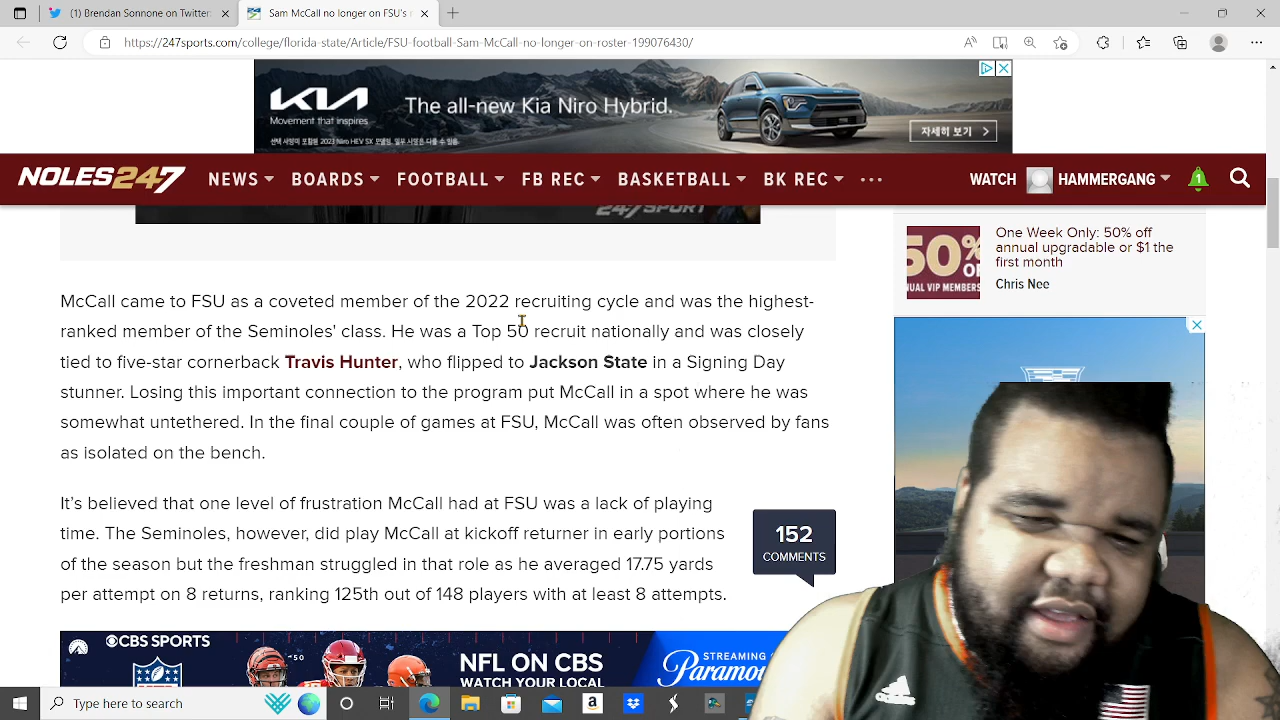 (1) Brendan Sonnone on Twitter
Sam McCall no longer on FSU's r
https://247sports.com/college/florida-state/Article/FSU-football-Sam-McCall-no-longer-on-roster-199076430/
KIA
Movement that inspires
The all-new Kia Niro Hybrid.
자세히 보기 >
NOLES247
NEWS
BOARDS
FOOTBALL
FB REC
BASKETBALL
BK REC
WATCH
HAMMERGANG
1
247SPORT
50%
ANNUAL VIP MEMBERS
One Week Only: 50% off
annual upgradable or $1 the
first month
Chris Nee
McCall came to FSU as a coveted member of the 2022 recruiting cycle and was the highest-
ranked member of the Seminoles' class. He was a Top 50 recruit nationally and was closely
tied to five-star cornerback Travis Hunter, who flipped to Jackson State in a Signing Day
stunner. Losing this important connection to the program put McCall in a spot where he was
somewhat untethered. In the final couple of games at FSU, McCall was often observed by fans
as isolated on the bench.
It's believed that one level of frustration McCall had at FSU was a lack of playing
time. The Seminoles, however, did play McCall at kickoff returner in early portions
of the season but the freshman struggled in that role as he averaged 17.75 yards
per attempt on 8 returns, ranking 125th out of 148 players with at least 8 attempts.
152
COMMENTS
CBS SPORTS
NFL
NFL ON CBS
WATCH YOUR LOCAL
STREAMING
Paramou
Type here to search